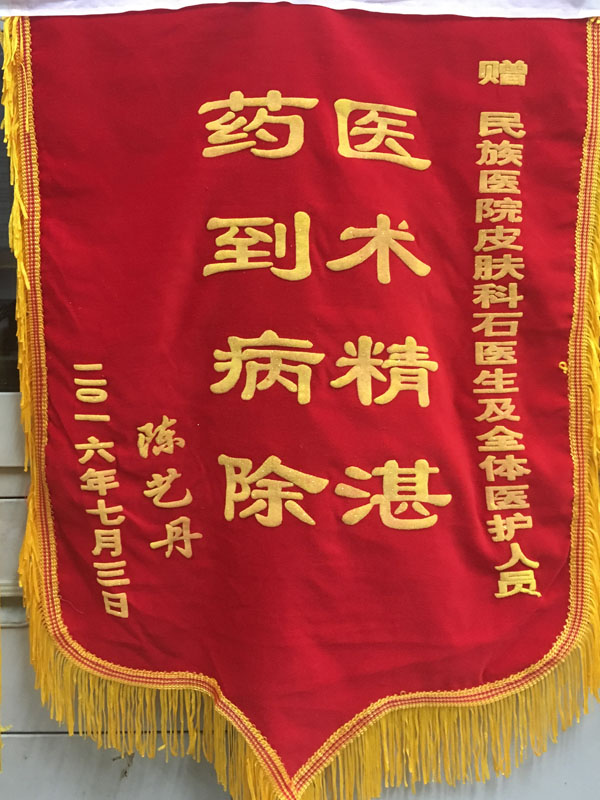 赠 民族医院皮肤科石医生及全体医护人员
医术精湛
药到病除
陈艺丹
二0一六年七月三日